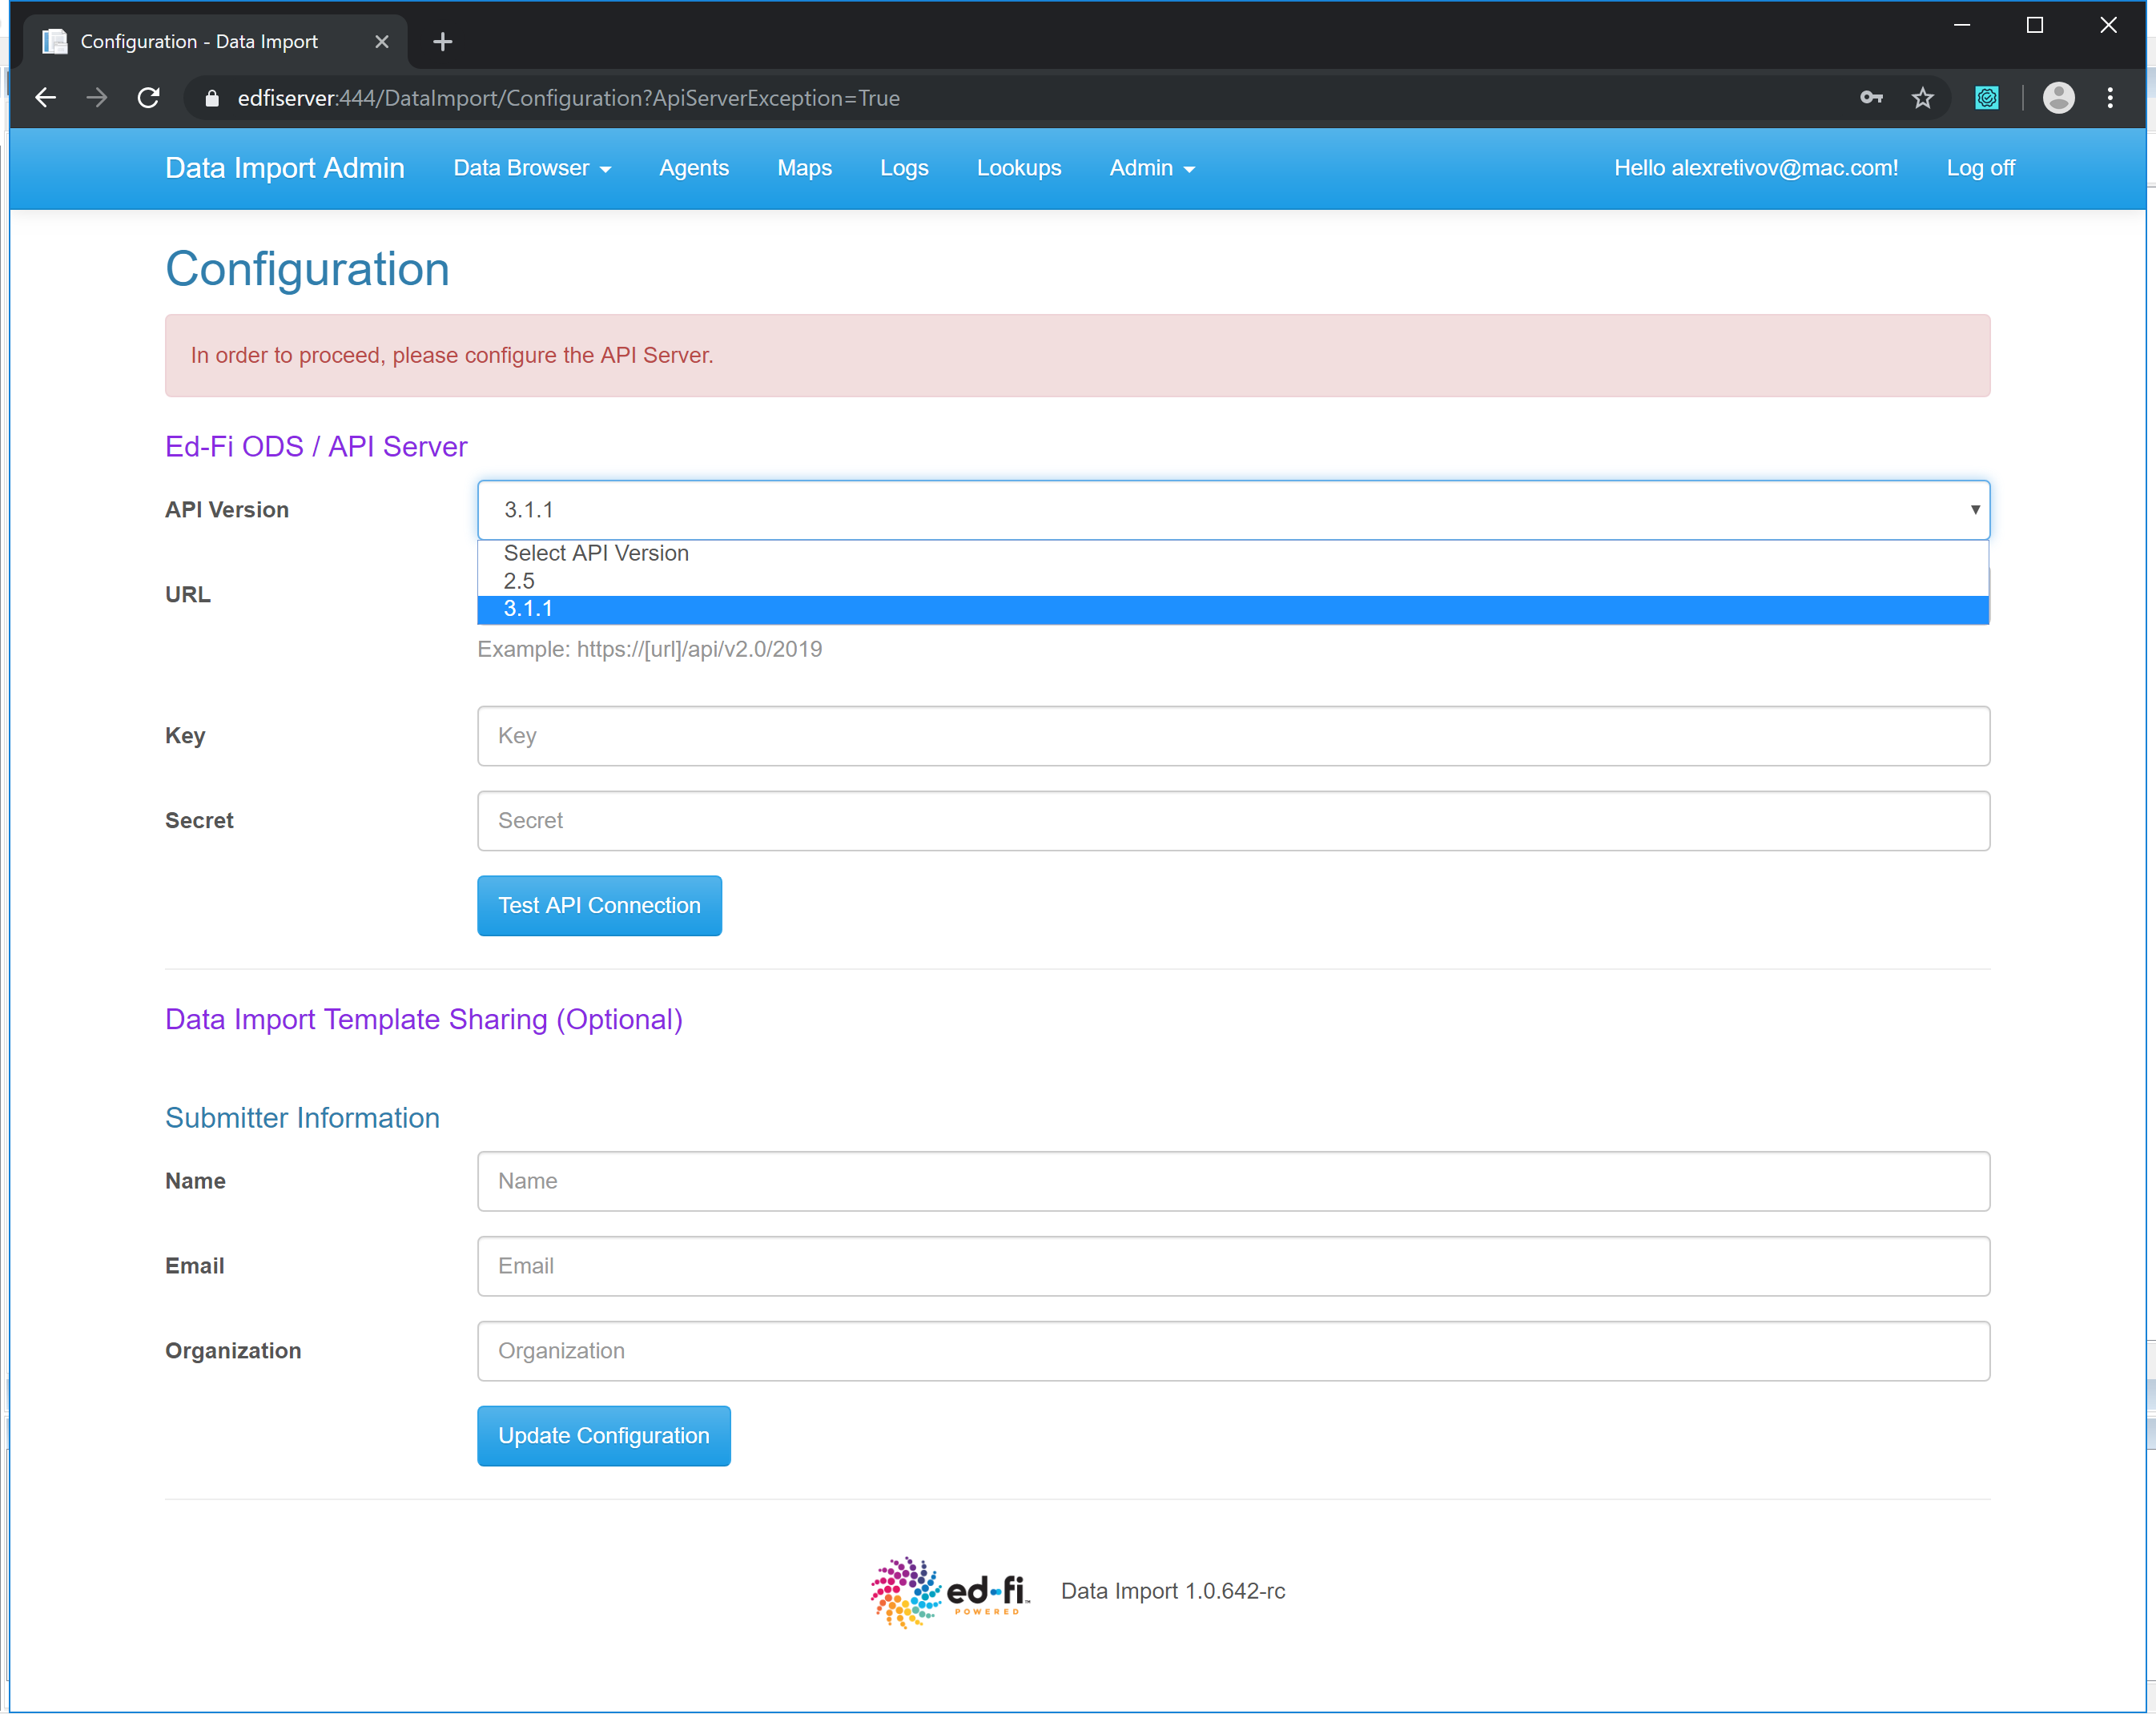 Configuration - Data Import
edfiserver:444/DataImport/Configuration?ApiServerException=True
Data Import Admin Data Browser Agents Maps Logs Lookups Admin Hello alexretivov@mac.com! Log off
Configuration
In order to proceed, please configure the API Server.
Ed-Fi ODS / API Server
API Version 3.1.1
Select API Version
2.5
URL
3.1.1
Example: https://[url]/api/v2.0/2019
Key Key
Secret Secret
Test API Connection
Data Import Template Sharing (Optional)
Submitter Information
Name Name
Email Email
Organization Organization
Update Configuration
ed-fi™ Data Import 1.0.642-rc
POWERED